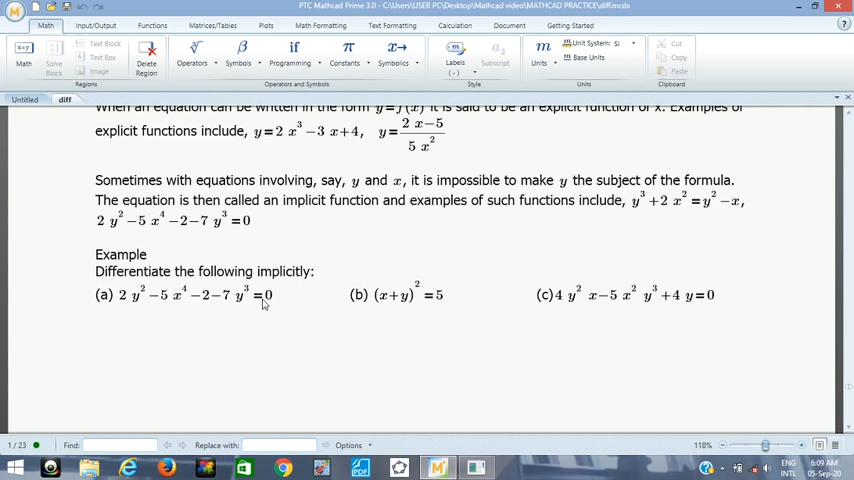 PTC Mathcad Prime 3.0 - C:\Users\USER PC\Desktop\Mathcad video\MATHCAD PRACTICE\diff.mcdx
Math Input/Output Functions Matrices/Tables Plots Math Formatting Text Formatting Calculation Document Getting Started
Math
Solve Block
Text Block
Text Box
Image
Delete Region
Operators
Symbols
Programming
Constants
Symbolics
Labels
Subscript
Units
Unit System: SI
Base Units
Cut
Copy
Paste
Regions Operators and Symbols Style Units Clipboard
Untitled diff
When an equation can be written in the form y=f(x) it is said to be an explicit function of x. Examples of
explicit functions include, y=2 x³−3 x+4, y=(2 x−5)/(5 x²)
Sometimes with equations involving, say, y and x, it is impossible to make y the subject of the formula.
The equation is then called an implicit function and examples of such functions include, y³+2 x²=y²−x,
2 y²−5 x⁴−2−7 y³=0
Example
Differentiate the following implicitly:
(a) 2 y²−5 x⁴−2−7 y³=0 (b) (x+y)²=5 (c)4 y² x−5 x² y³+4 y=0
1 / 23 Find: Replace with: Options 118%
ENG 6:09 AM
INTL 05-Sep-20